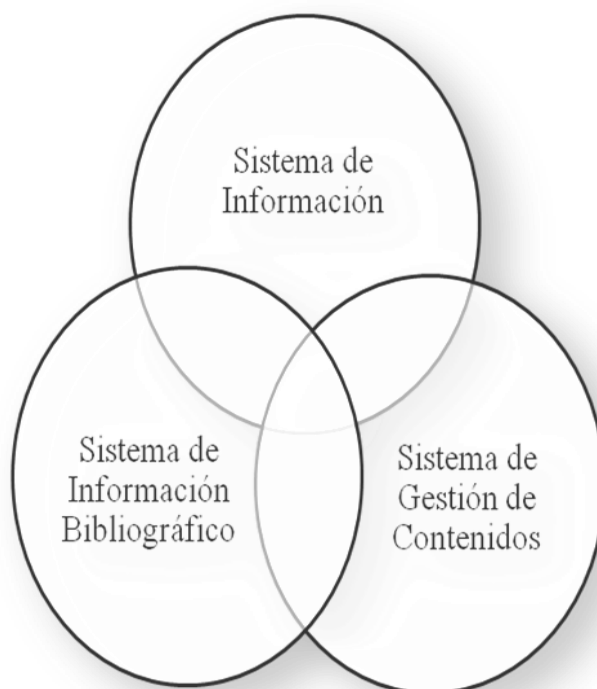 Sistema de
Información
Sistema de
Información
Bibliográfico
Sistema de
Gestión de
Contenidos